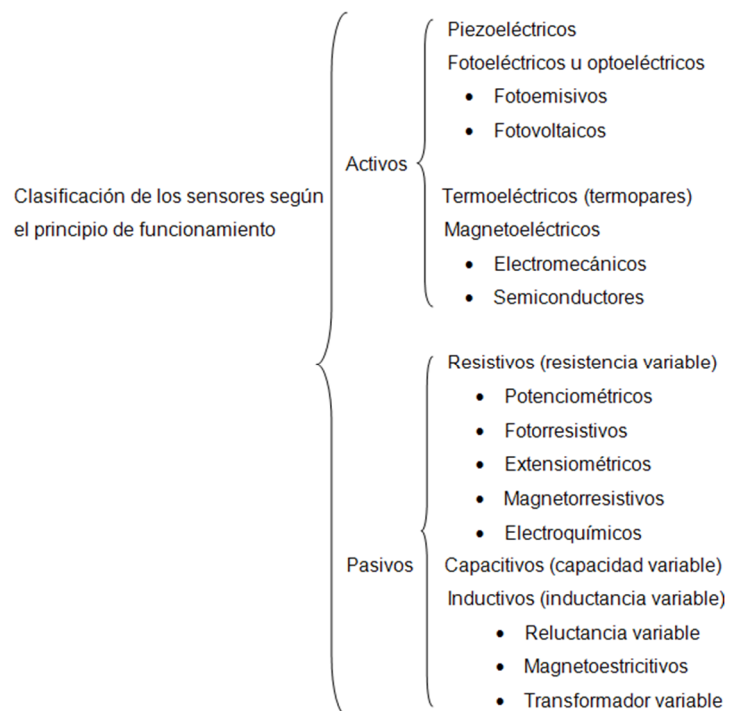 Clasificación de los sensores según
el principio de funcionamiento
Activos
Piezoeléctricos
Fotoeléctricos u optoeléctricos
• Fotoemisivos
• Fotovoltaicos
Termoeléctricos (termopares)
Magnetoeléctricos
• Electromecánicos
• Semiconductores
Pasivos
Resistivos (resistencia variable)
• Potenciométricos
• Fotorresistivos
• Extensiométricos
• Magnetorresistivos
• Electroquímicos
Capacitivos (capacidad variable)
Inductivos (inductancia variable)
• Reluctancia variable
• Magnetoestricitivos
• Transformador variable